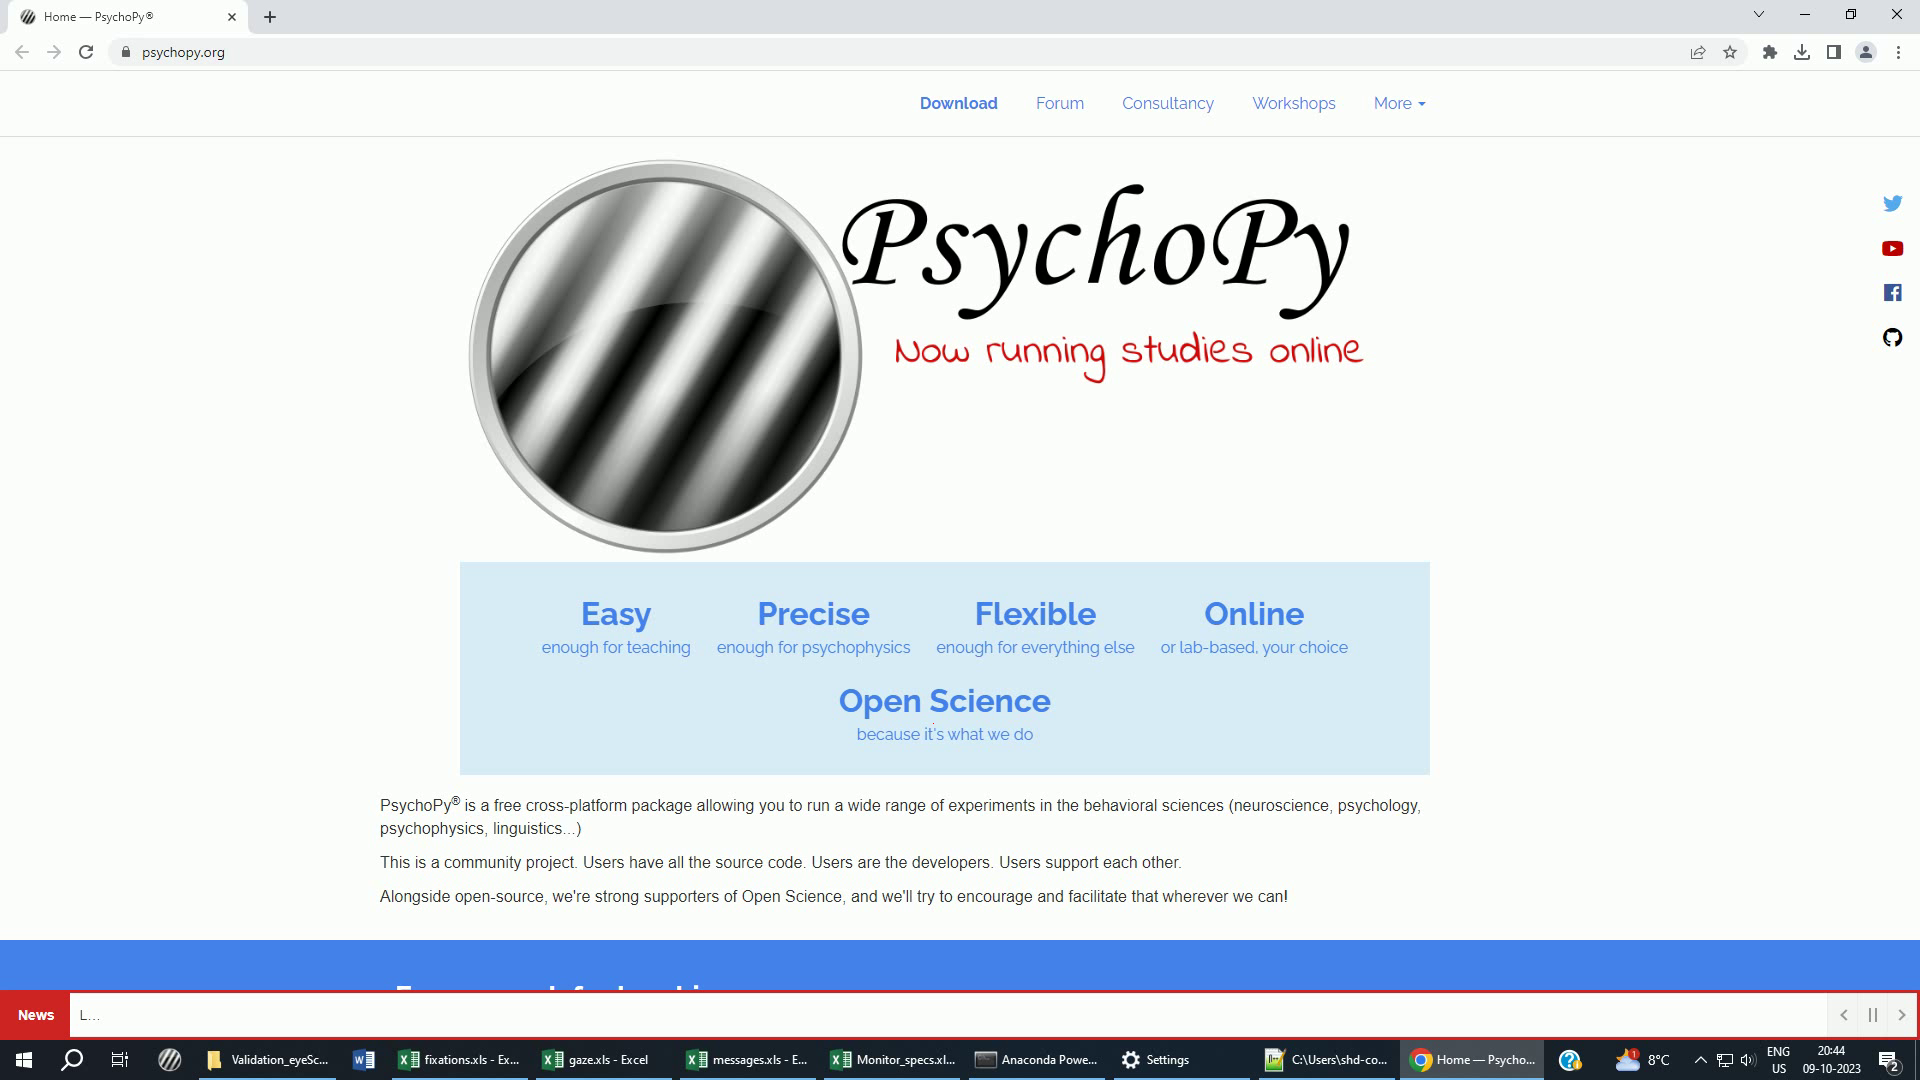 Home — PsychoPy®
psychopy.org
Download
Forum
Consultancy
Workshops
More
PsychoPy
Now running studies online
Easy
enough for teaching
Precise
enough for psychophysics
Flexible
enough for everything else
Online
or lab-based, your choice
Open Science
because it's what we do
PsychoPy® is a free cross-platform package allowing you to run a wide range of experiments in the behavioral sciences (neuroscience, psychology,
psychophysics, linguistics...)
This is a community project. Users have all the source code. Users are the developers. Users support each other.
Alongside open-source, we're strong supporters of Open Science, and we'll try to encourage and facilitate that wherever we can!
News
L...
Validation_eyeSc...
fixations.xls - Ex...
gaze.xls - Excel
messages.xls - E...
Monitor_specs.xl...
Anaconda Powe...
Settings
C:\Users\shd-co...
Home — Psycho...
1
8°C
ENG
US
20:44
09-10-2023
2